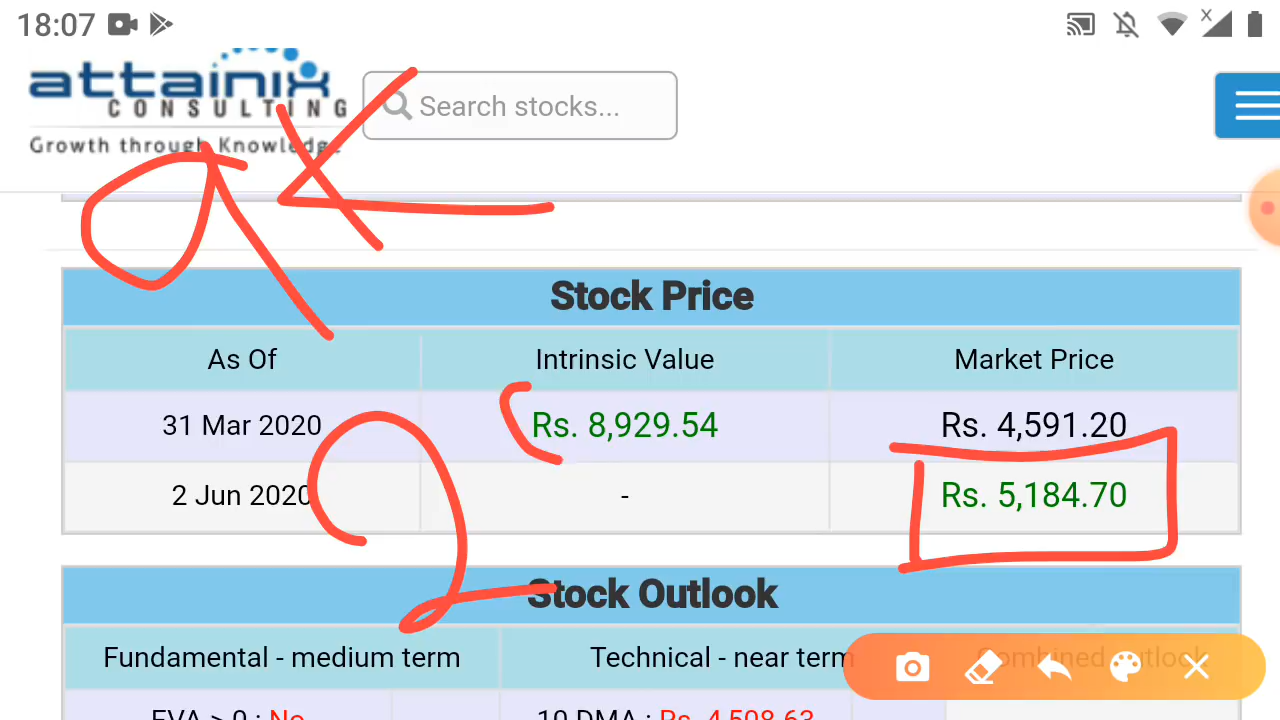 18:07
attainix
CONSULTING
Growth through Knowledge
Search stocks...
Stock Price
As Of Intrinsic Value Market Price
31 Mar 2020 Rs. 8,929.54 Rs. 4,591.20
2 Jun 2020 - Rs. 5,184.70
Stock Outlook
Fundamental - medium term Technical - near term Combined Outlook
EVA > 0 : No 10 DMA : Rs. 4,508.63